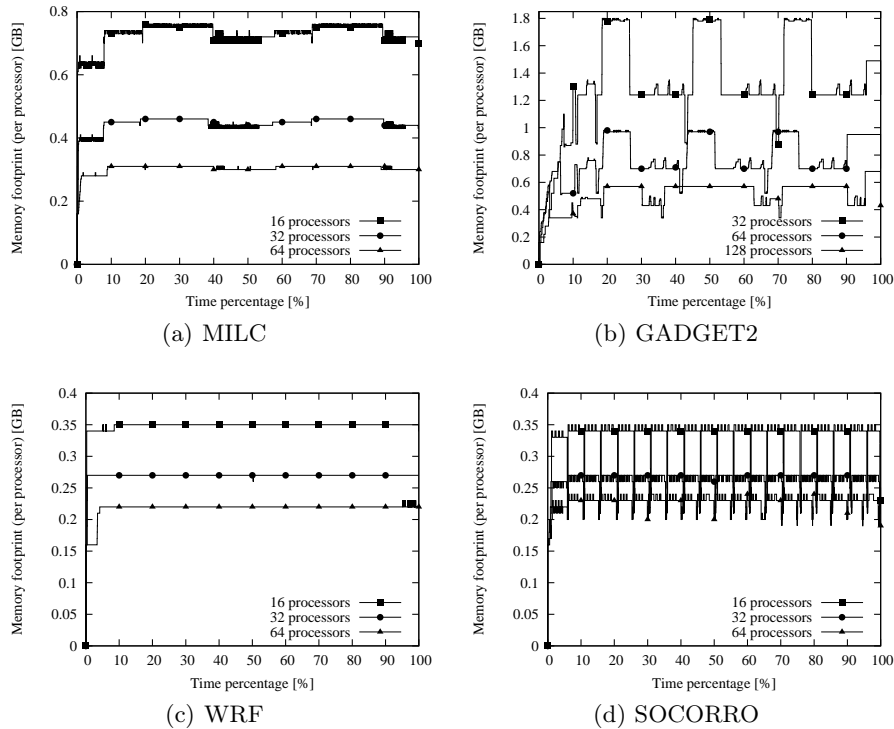 Memory footprint (per processor) [GB]
0.8
0.6
0.4
0.2
0
16 processors
32 processors
64 processors
0 10 20 30 40 50 60 70 80 90 100
Time percentage [%]
(a) MILC
Memory footprint (per processor) [GB]
1.8
1.6
1.4
1.2
1
0.8
0.6
0.4
0.2
0
32 processors
64 processors
128 processors
0 10 20 30 40 50 60 70 80 90 100
Time percentage [%]
(b) GADGET2
Memory footprint (per processor) [GB]
0.4
0.35
0.3
0.25
0.2
0.15
0.1
0.05
0
16 processors
32 processors
64 processors
0 10 20 30 40 50 60 70 80 90 100
Time percentage [%]
(c) WRF
Memory footprint (per processor) [GB]
0.4
0.35
0.3
0.25
0.2
0.15
0.1
0.05
0
16 processors
32 processors
64 processors
0 10 20 30 40 50 60 70 80 90 100
Time percentage [%]
(d) SOCORRO